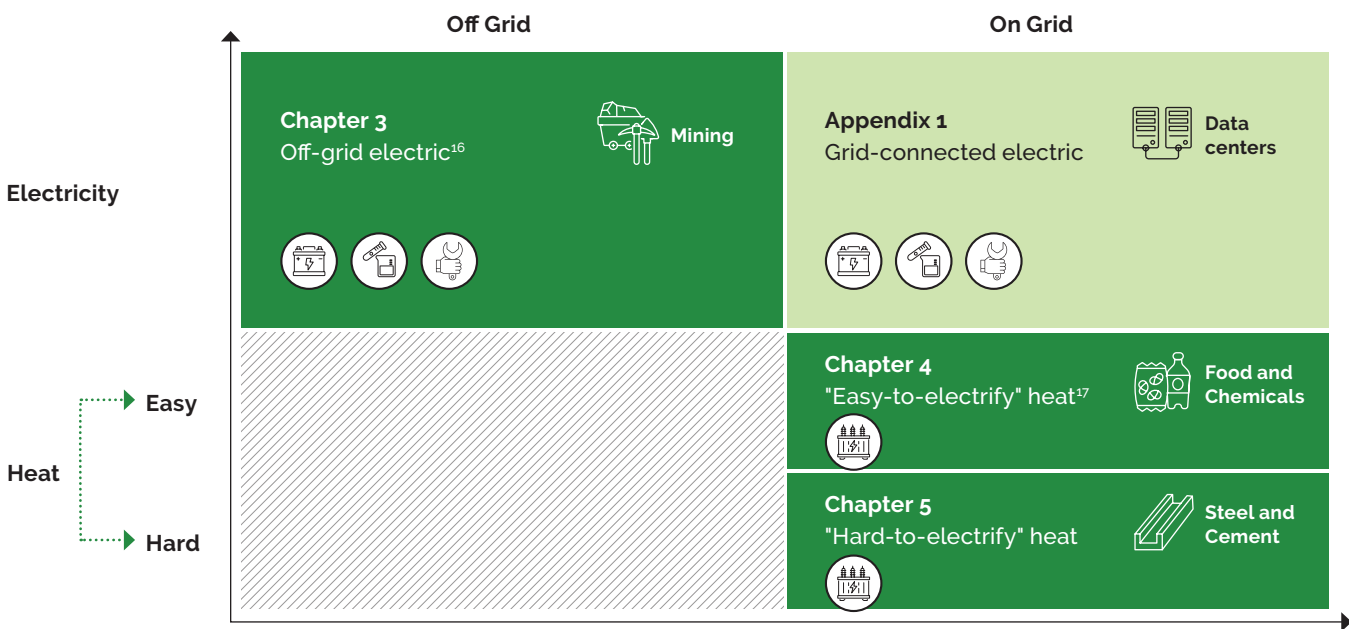 Off Grid
On Grid
Electricity
Chapter 3
Off-grid electric¹⁶
Mining
Appendix 1
Grid-connected electric
Data
centers
Heat
Easy
Hard
Chapter 4
"Easy-to-electrify" heat¹⁷
Food and
Chemicals
Chapter 5
"Hard-to-electrify" heat
Steel and
Cement